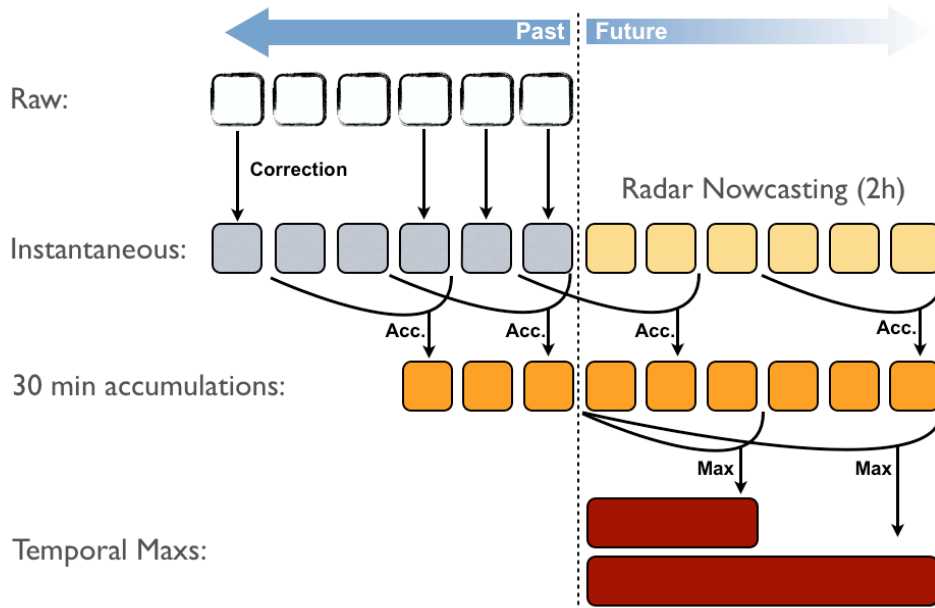 Past Future
Raw:
Correction
Radar Nowcasting (2h)
Instantaneous:
Acc. Acc. Acc. Acc.
30 min accumulations:
Max Max
Temporal Maxs: